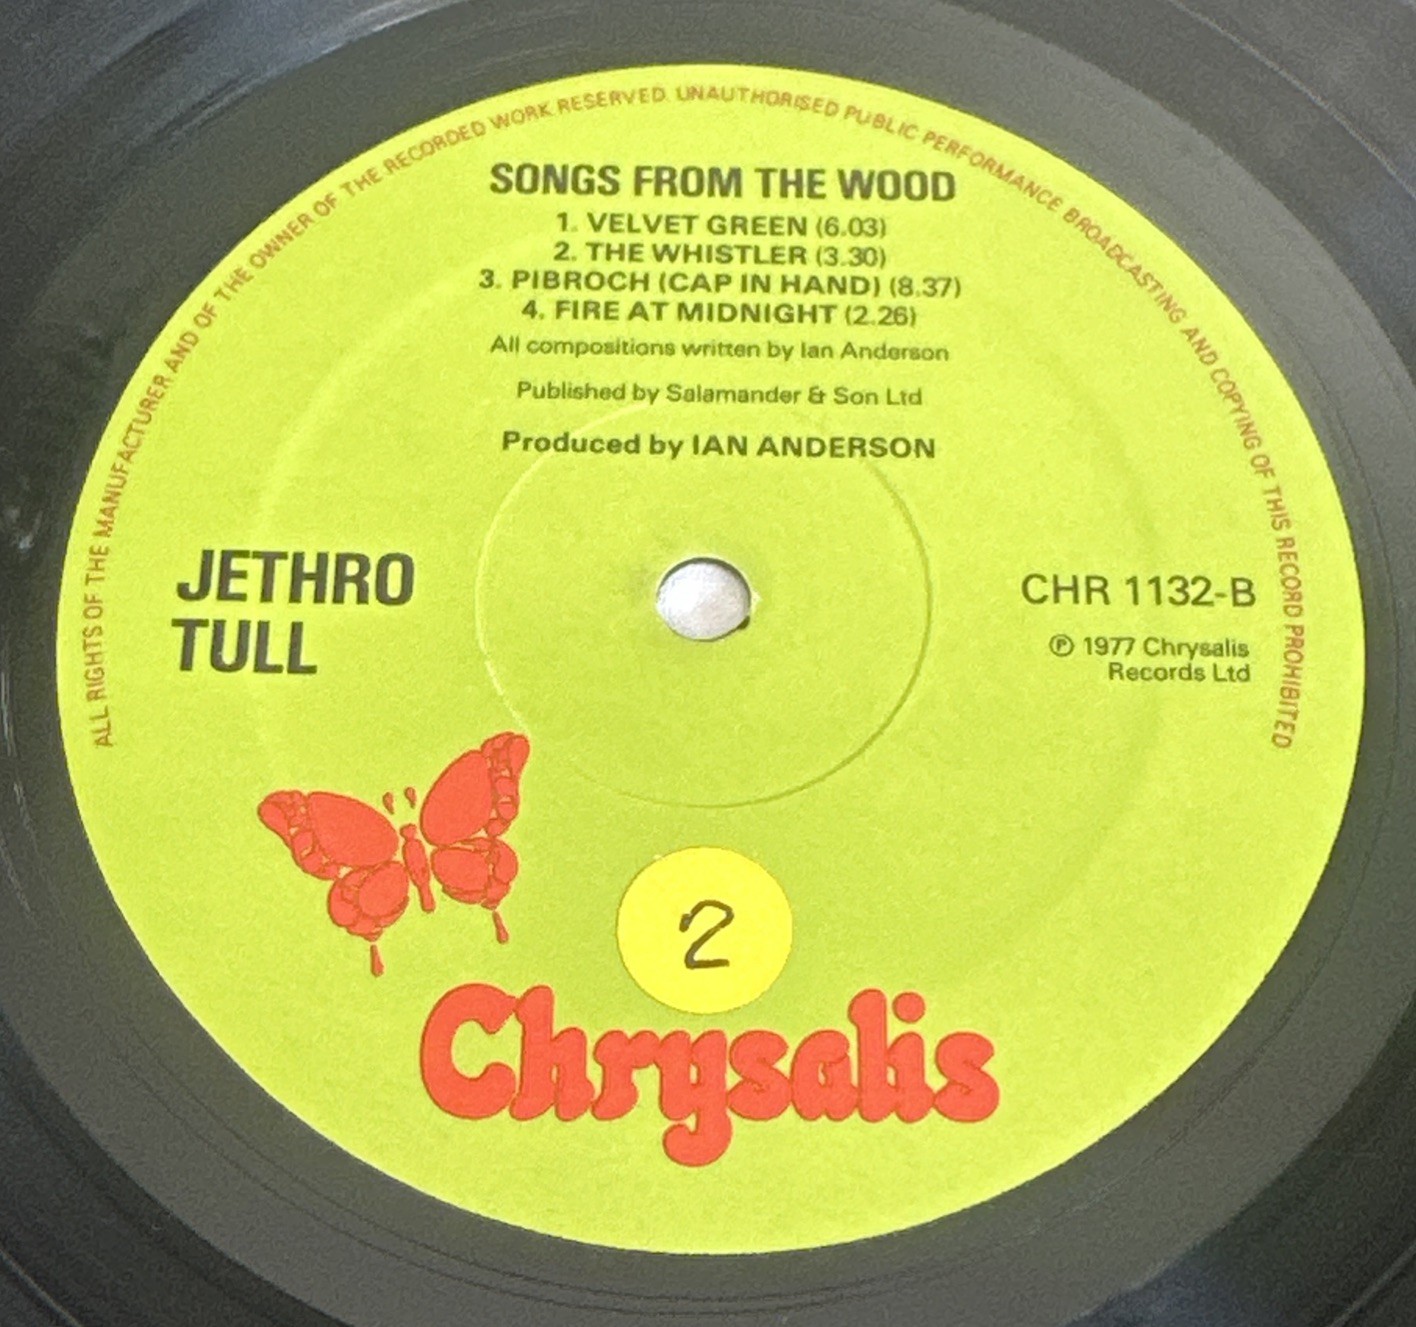 ALL RIGHTS OF THE MANUFACTURER AND OF THE OWNER OF THE RECORDED WORK RESERVED. UNAUTHORISED PUBLIC PERFORMANCE BROADCASTING AND COPYING OF THIS RECORD PROHIBITED
SONGS FROM THE WOOD
1. VELVET GREEN (6.03)
2. THE WHISTLER (3.30)
3. PIBROCH (CAP IN HAND) (8.37)
4. FIRE AT MIDNIGHT (2.26)
All compositions written by Ian Anderson
Published by Salamander & Son Ltd
Produced by IAN ANDERSON
JETHRO
TULL
CHR 1132-B
℗ 1977 Chrysalis
Records Ltd
2
Chrysalis